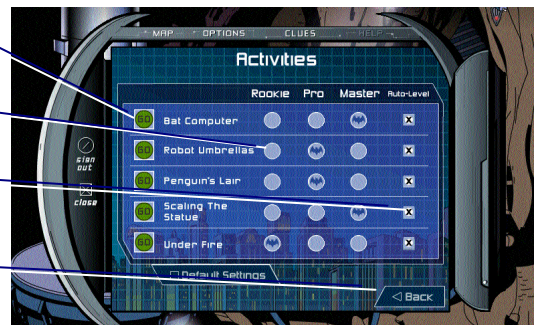 MAP OPTIONS CLUES HELP
Activities
Rookie Pro Master Auto-Level
GO Bat Computer X
GO Robot Umbrellas X
GO Penguin's Lair X
GO Scaling The
Statue X
GO Under Fire X
sign
out
close
Default Settings
Back